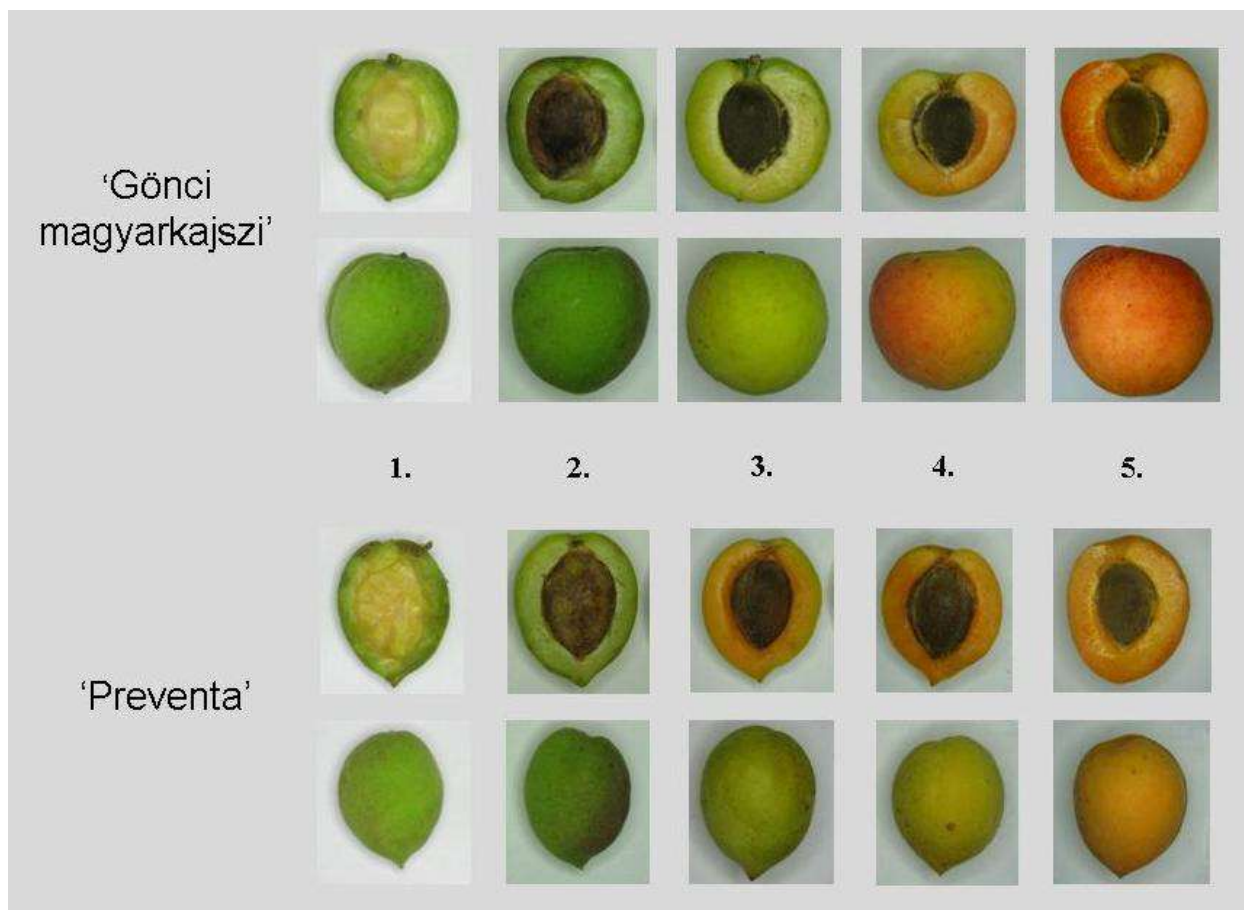 ‘Gönci
magyarkajszi’
1. 2. 3. 4. 5.
‘Preventa’